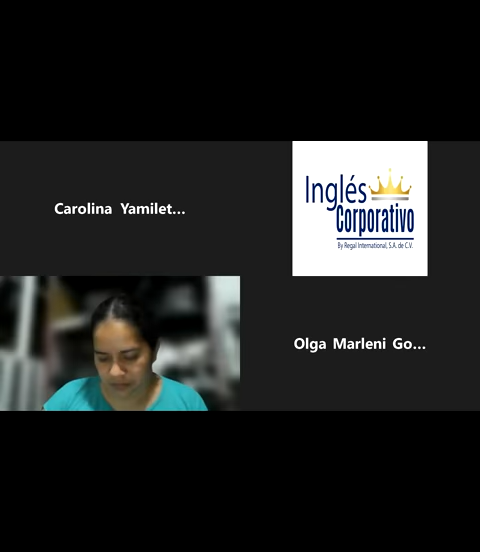 Carolina Yamilet...
Inglés
Corporativo
By Regal International, S.A. de C.V.
Olga Marleni Go...